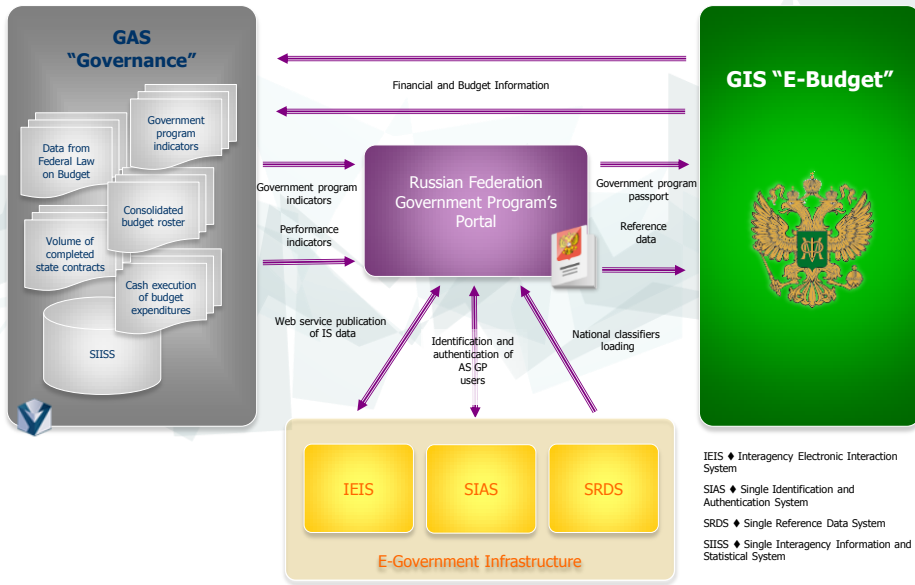 GAS
“Governance”
Government
program
indicators
Data from
Federal Law
on Budget
Consolidated
budget roster
Volume of
completed
state contracts
Cash execution
of budget
expenditures
SIISS
Financial and Budget Information
Government program
indicators
Performance
indicators
Russian Federation
Government Program’s
Portal
Government program
passport
Reference
data
GIS “E-Budget”
Web service publication
of IS data
Identification and
authentication of
AS GP
users
National classifiers
loading
IEIS
SIAS
SRDS
E-Government Infrastructure
IEIS ♦ Interagency Electronic Interaction
System
SIAS ♦ Single Identification and
Authentication System
SRDS ♦ Single Reference Data System
SIISS ♦ Single Interagency Information and
Statistical System